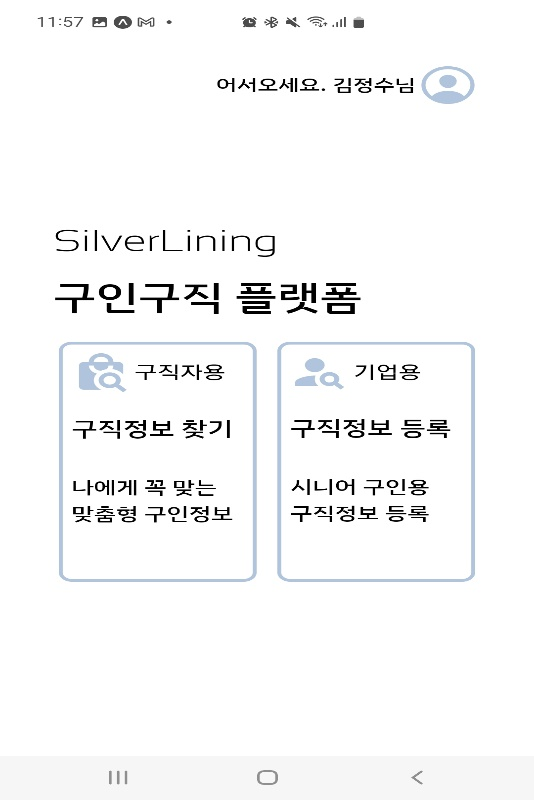 11:57
어서오세요. 김정수님
SilverLining
구인구직 플랫폼
구직자용
구직정보 찾기
나에게 꼭 맞는
맞춤형 구인정보
기업용
구직정보 등록
시니어 구인용
구직정보 등록